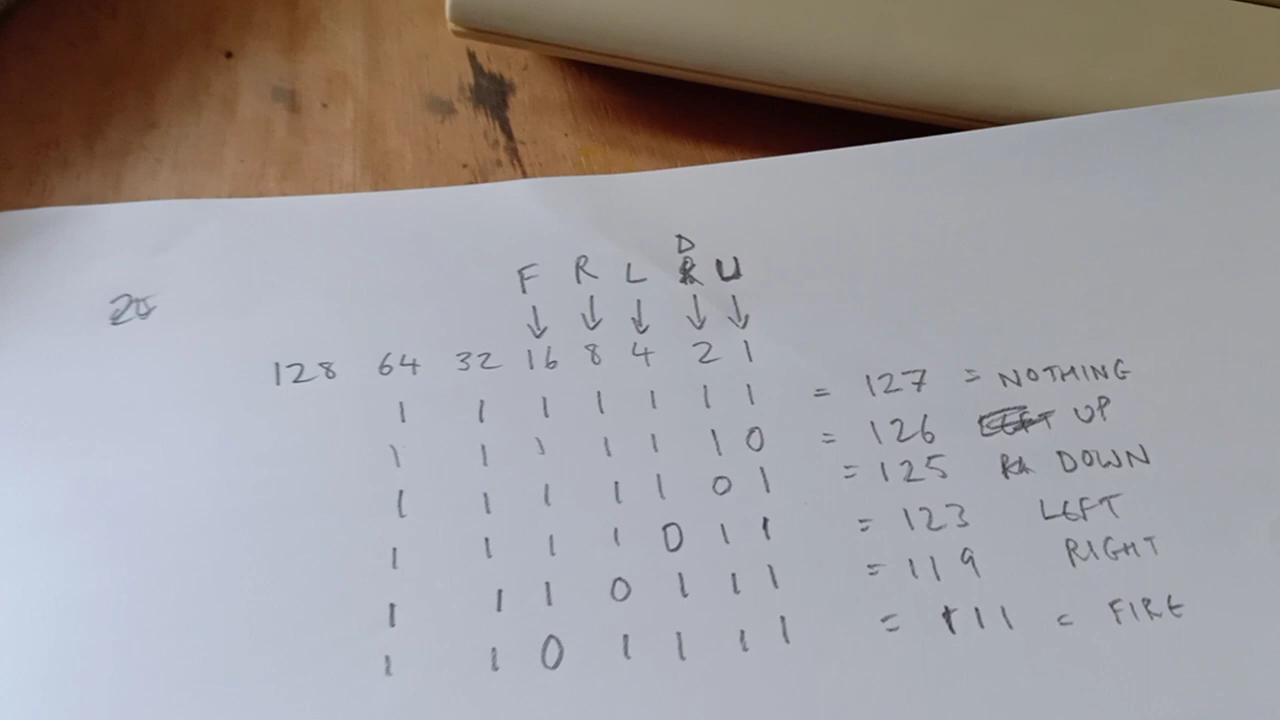 D
F R L U
20
↓ ↓ ↓ ↓ ↓
128 64 32 16 8 4 2 1
1 1 1 1 1 1 1 = 127 = NOTHING
1 1 1 1 1 1 0 = 126 UP
1 1 1 1 1 0 1 = 125 DOWN
1 1 1 1 0 1 1 = 123 LEFT
1 1 1 0 1 1 1 = 119 RIGHT
1 1 0 1 1 1 1 = 111 = FIRE